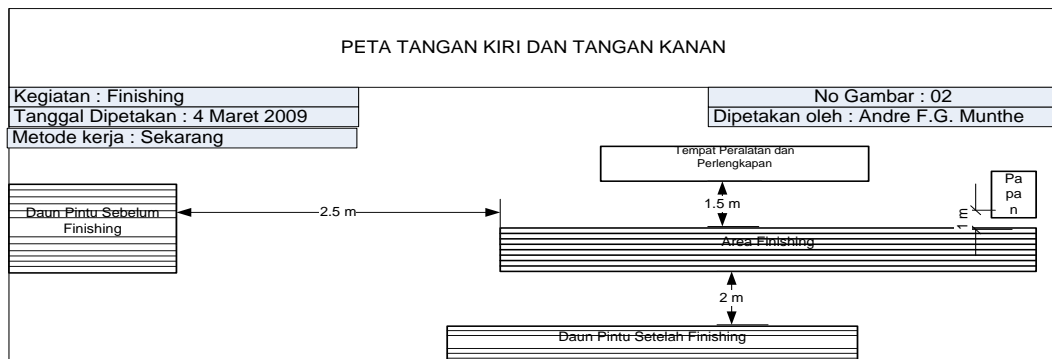 PETA TANGAN KIRI DAN TANGAN KANAN
Kegiatan : Finishing
No Gambar : 02
Tanggal Dipetakan : 4 Maret 2009
Dipetakan oleh : Andre F.G. Munthe
Metode kerja : Sekarang
Tempat Peralatan dan
Perlengkapan
Pa
pa
n
Daun Pintu Sebelum
Finishing
2.5 m
1.5 m
1 m
Area Finishing
2 m
Daun Pintu Setelah Finishing